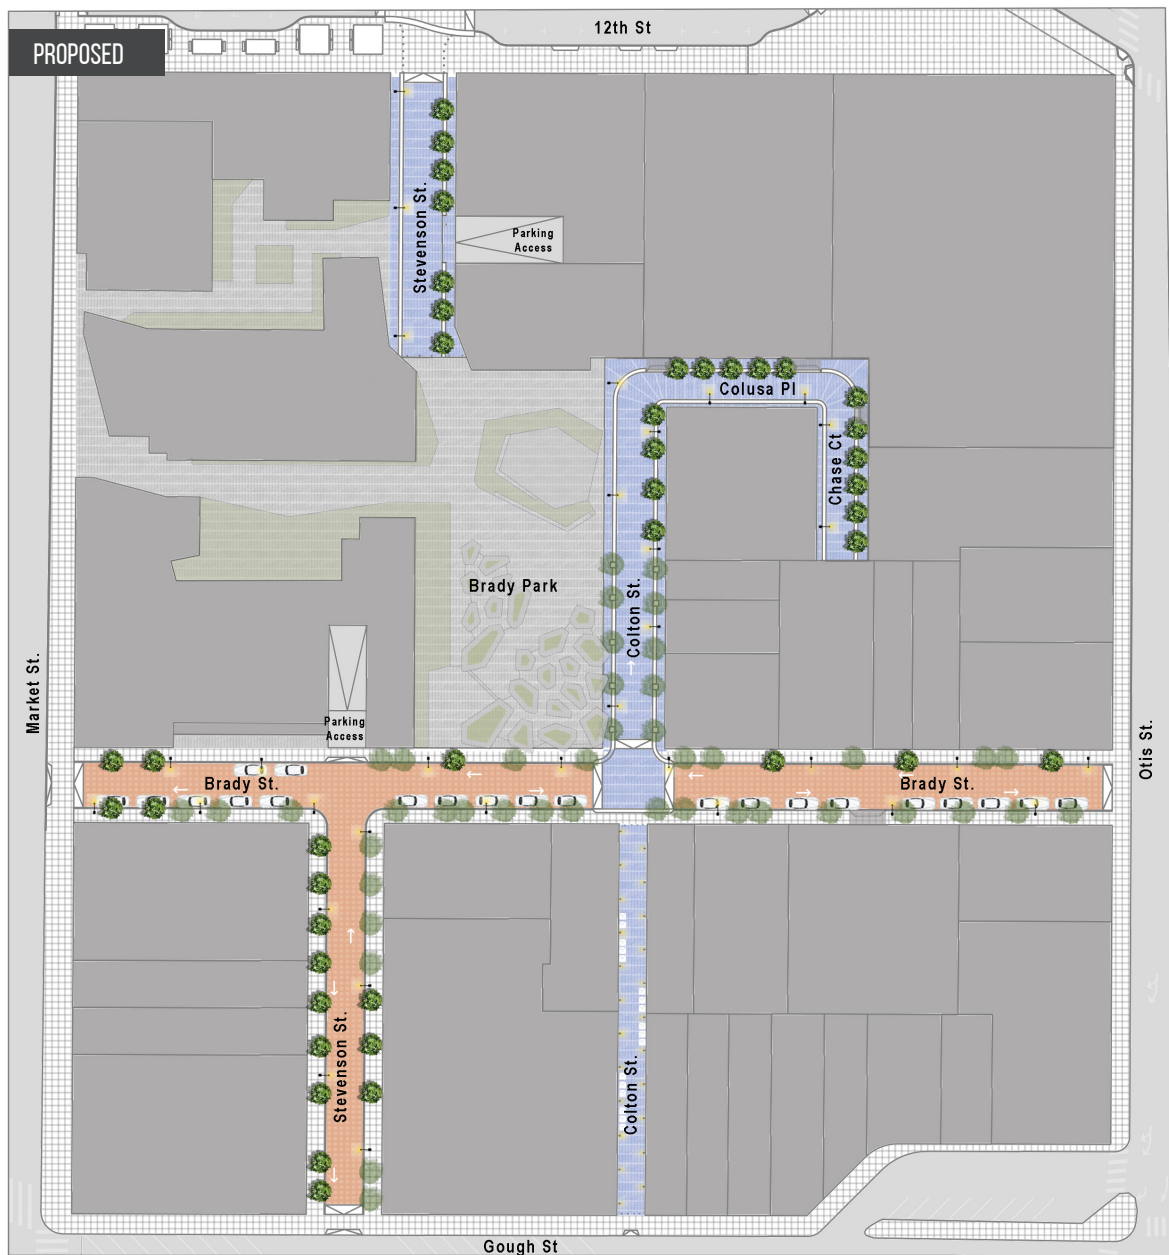 12th St
PROPOSED
Stevenson St.
Parking
Access
Colusa Pl
Chase Ct
Brady Park
Colton St.
Market St.
Parking
Access
Otis St.
Brady St.
Brady St.
Stevenson St.
Colton St.
Gough St